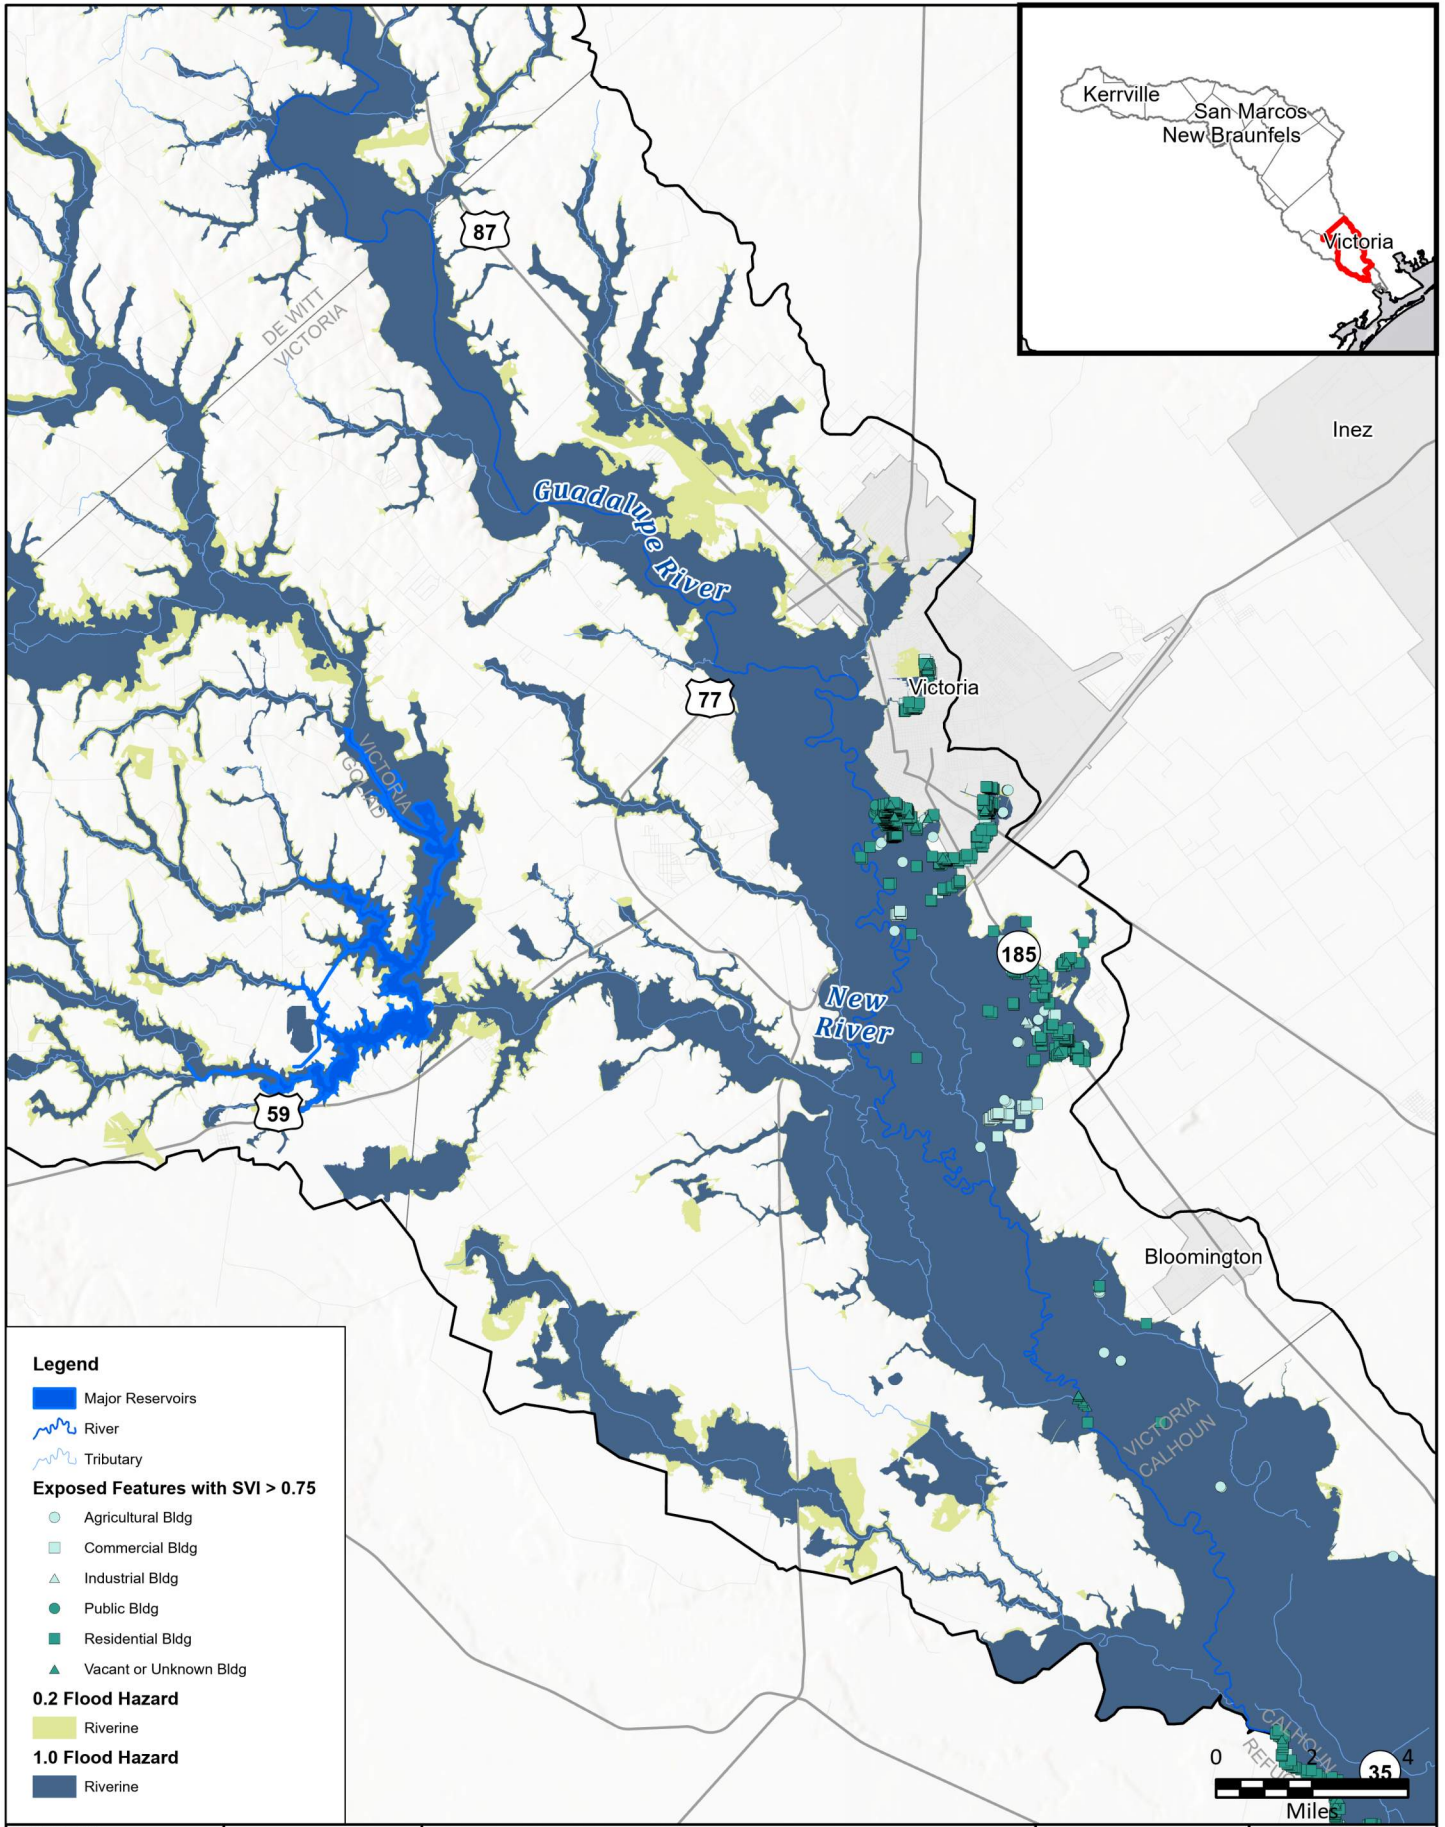 Kerrville
San Marcos
New Braunfels
Victoria
87
DE WITT
VICTORIA
Inez
Guadalupe
River
77
Victoria
VICTORIA
GOLIAD
185
New
River
59
Bloomington
VICTORIA
CALHOUN
Legend
Major Reservoirs
River
Tributary
Exposed Features with SVI > 0.75
Agricultural Bldg
Commercial Bldg
Industrial Bldg
Public Bldg
Residential Bldg
Vacant or Unknown Bldg
0.2 Flood Hazard
Riverine
1.0 Flood Hazard
Riverine
CALHOUN
0 2 4
35
Miles